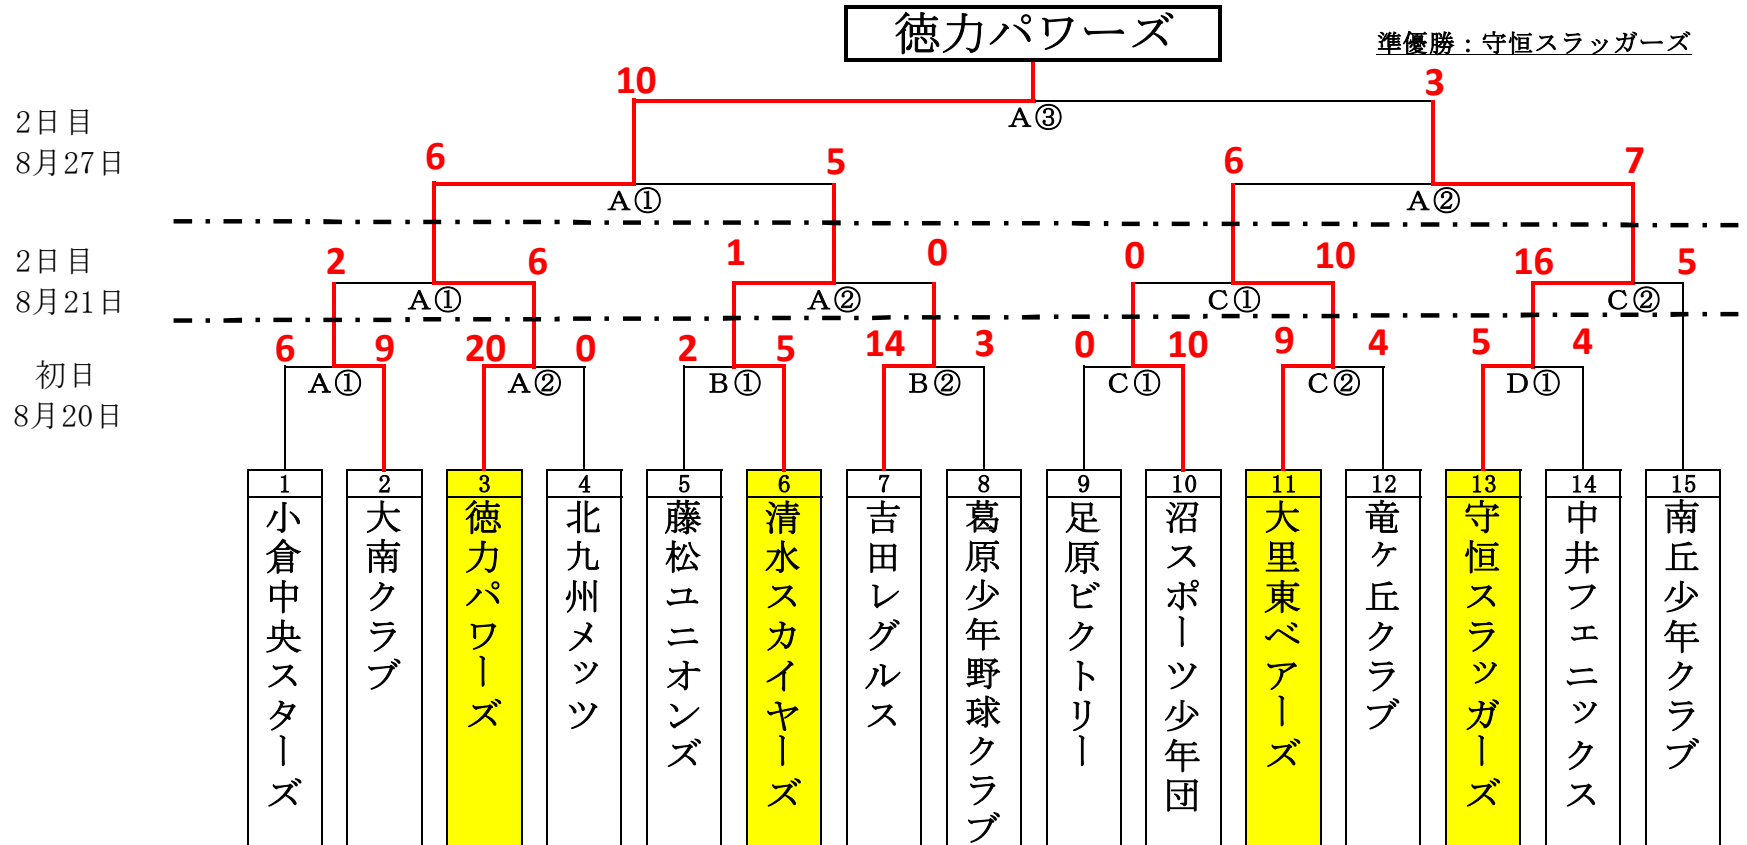 徳力パワーズ
準優勝：守恒スラッガーズ
10
3
A③
2日目
8月27日
6
5
6
7
A①
A②
2日目
8月21日
2
6
1
0
0
10
16
5
A①
A②
C①
C②
初日
8月20日
6
9
20
0
2
5
14
3
0
10
9
4
5
4
A①
A②
B①
B②
C①
C②
D①
1
小倉中央スターズ
2
大南クラブ
3
徳力パワーズ
4
北九州メッツ
5
藤松ユニオンズ
6
清水スカイヤーズ
7
吉田レグルス
8
葛原少年野球クラブ
9
足原ビクトリー
10
沼スポーツ少年団
11
大里東ベアーズ
12
竜ケ丘クラブ
13
守恒スラッガーズ
14
中井フェニックス
15
南丘少年クラブ